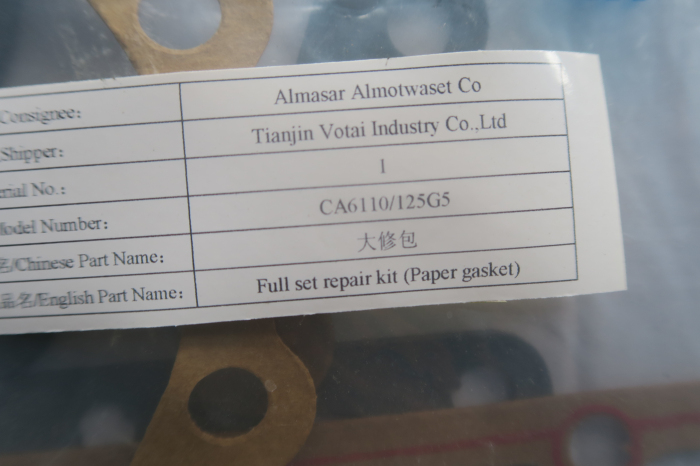 Consignee: Almasar Almotwaset Co
Shipper: Tianjin Votai Industry Co.,Ltd
erial No.: 1
Model Number: CA6110/125G5
名/Chinese Part Name: 大修包
品名/English Part Name: Full set repair kit (Paper gasket)